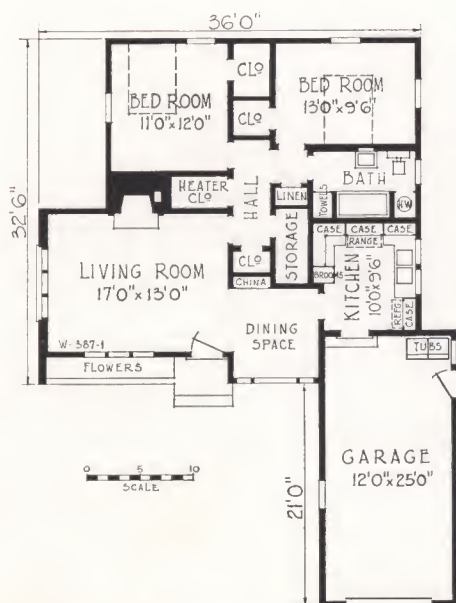 36'0"
CLO
BED ROOM
11'0"x12'0"
BED ROOM
13'0"x9'6"
CLO
32'6"
HEATER
CLO
HALL
LINEN
TOWELS
BATH
HW
STORAGE
CASE
CASE
CASE
RANGE
LIVING ROOM
17'0"x13'0"
CLO
CHINA
BROOMS
KITCHEN
10'0"x9'6"
REFG
CASE
DINING
SPACE
W-387-1
FLOWERS
TUBS
0 5 10
SCALE
21'0"
GARAGE
12'0"x25'0"